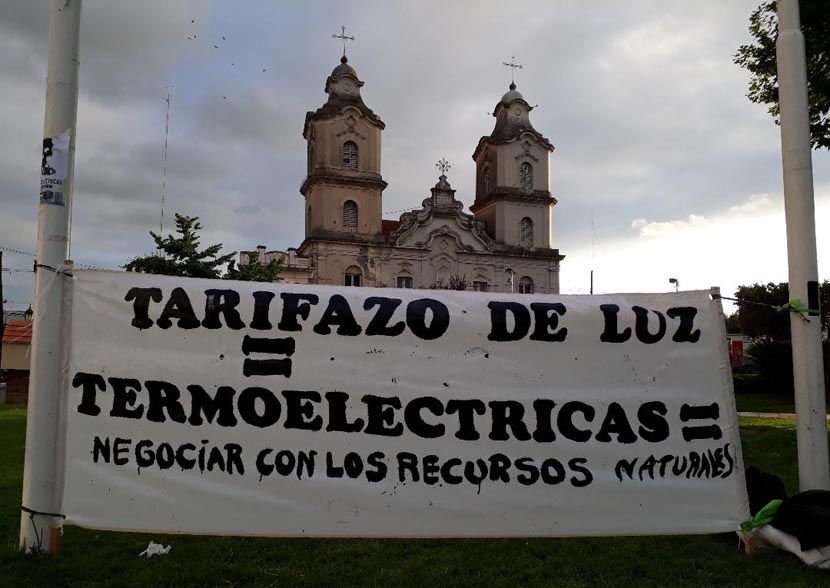 TARIFAZO DE LUZ
=
TERMOELECTRICAS =
NEGOCIAR CON LOS RECURSOS NATURALES